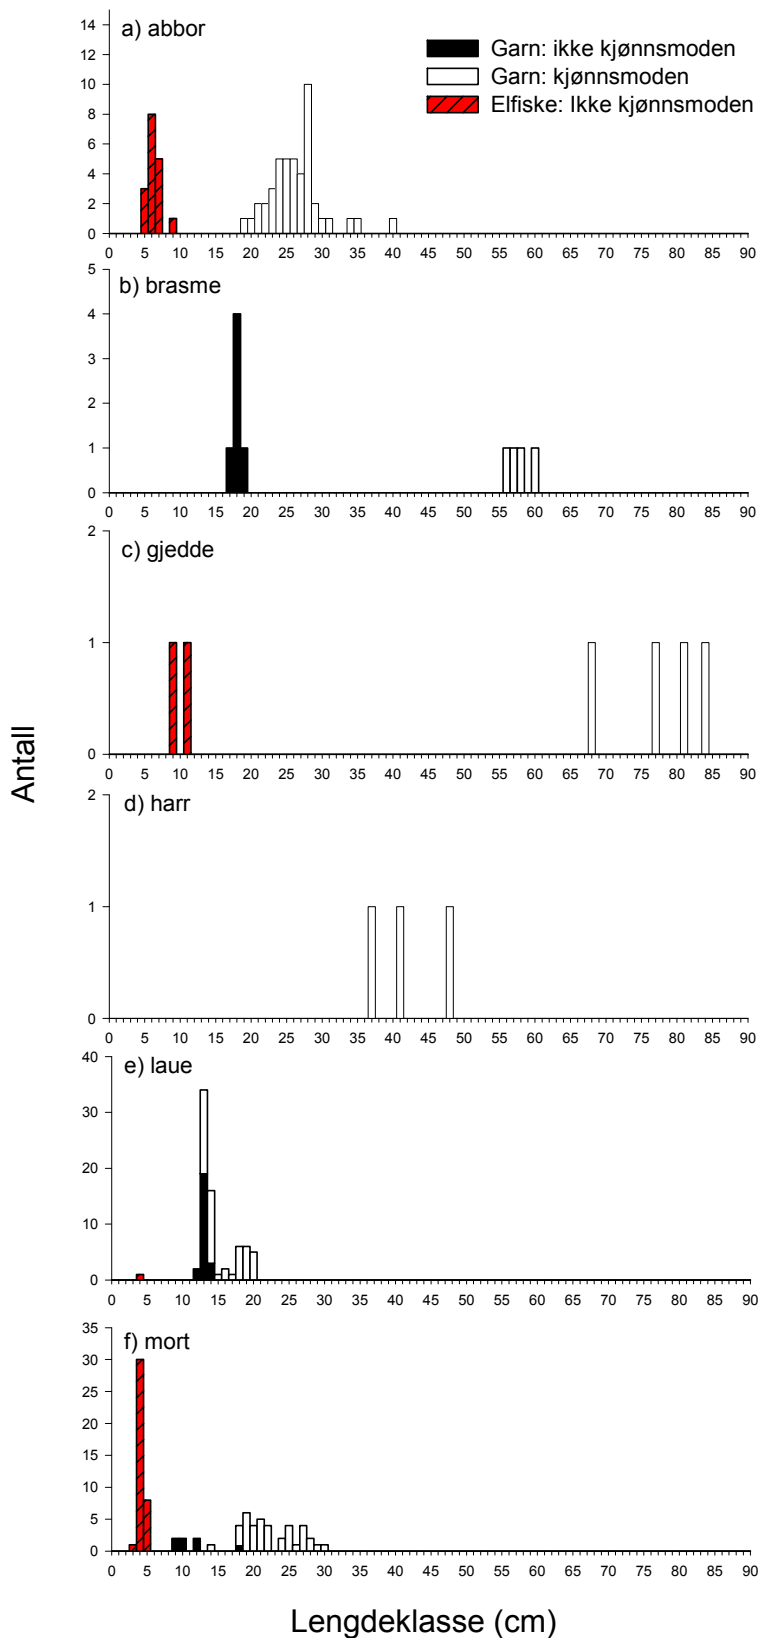 a) abbor
Garn: ikke kjønnsmoden
Garn: kjønnsmoden
Elfiske: Ikke kjønnsmoden
14
12
10
8
6
4
2
0
0 5 10 15 20 25 30 35 40 45 50 55 60 65 70 75 80 85 90
b) brasme
5
4
3
2
1
0
0 5 10 15 20 25 30 35 40 45 50 55 60 65 70 75 80 85 90
c) gjedde
2
1
0
0 5 10 15 20 25 30 35 40 45 50 55 60 65 70 75 80 85 90
Antall
d) harr
2
1
0
0 5 10 15 20 25 30 35 40 45 50 55 60 65 70 75 80 85 90
e) laue
40
30
20
10
0
0 5 10 15 20 25 30 35 40 45 50 55 60 65 70 75 80 85 90
f) mort
35
30
25
20
15
10
5
0
0 5 10 15 20 25 30 35 40 45 50 55 60 65 70 75 80 85 90
Lengdeklasse (cm)